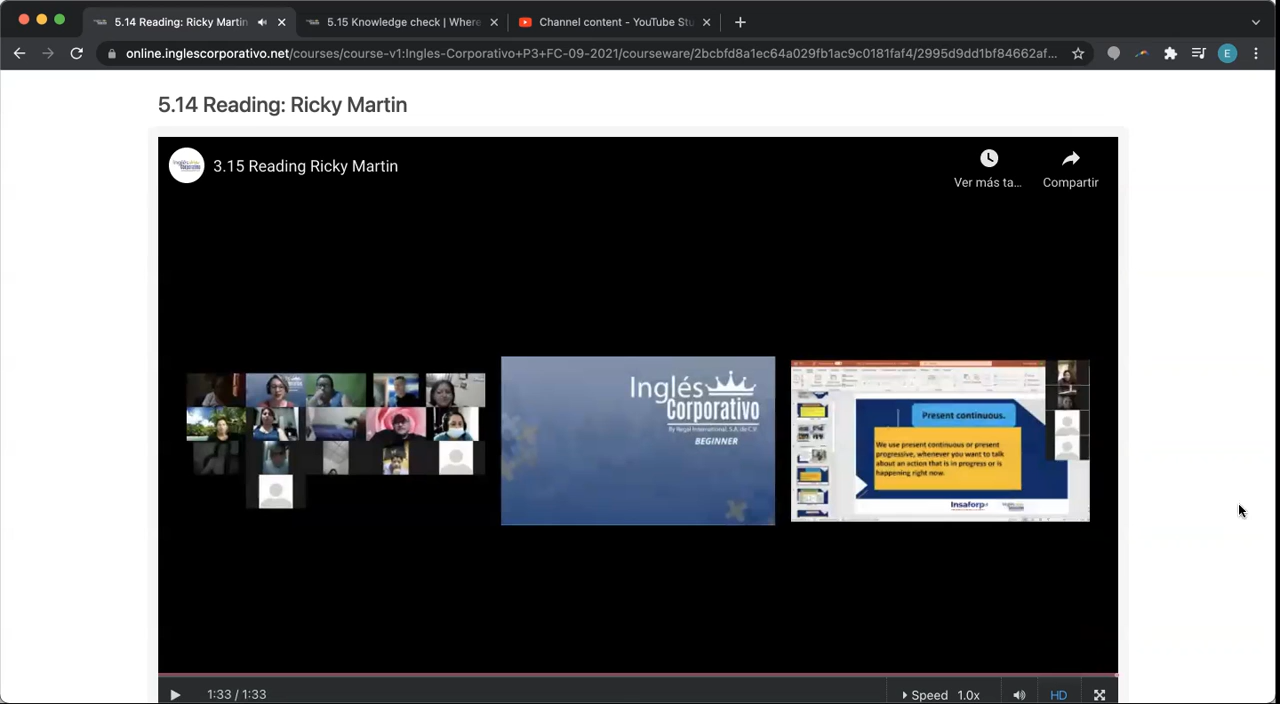 5.14 Reading: Ricky Martin
5.15 Knowledge check | Where
Channel content - YouTube Stu
online.inglescorporativo.net/courses/course-v1:Ingles-Corporativo+P3+FC-09-2021/courseware/2bcbfd8a1ec64a029fb1ac9c0181faf4/2995d9dd1bf84662af...
E
5.14 Reading: Ricky Martin
3.15 Reading Ricky Martin
Ver más ta...
Compartir
Inglés
Corporativo
By Regal International, S.A. de C.V.
BEGINNER
Present continuous.
We use present continuous or present
progressive, whenever you want to talk
about an action that is in progress or is
happening right now.
insaforp
1:33 / 1:33
Speed 1.0x
HD